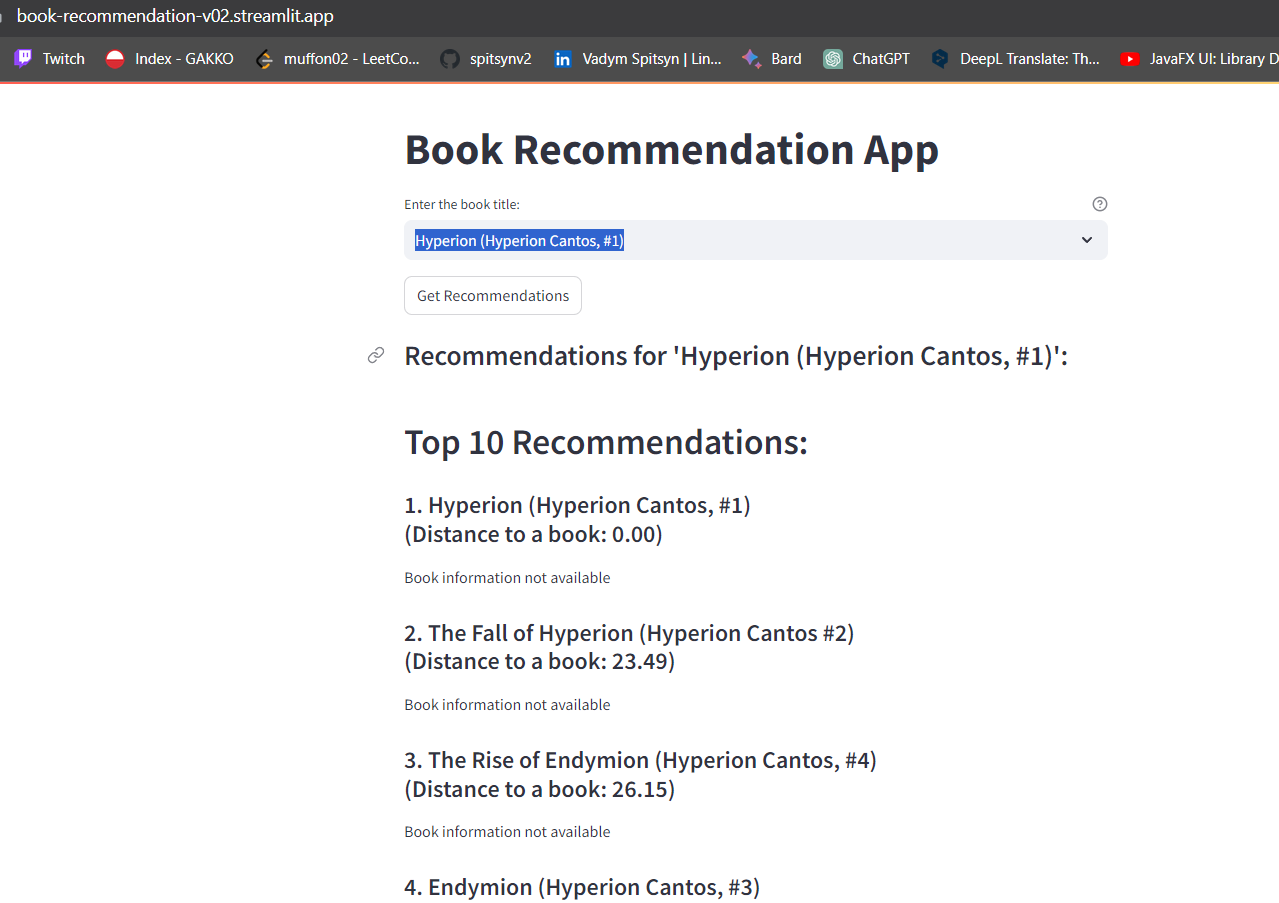 book-recommendation-v02.streamlit.app
Twitch Index - GAKKO muffon02 - LeetCo... spitsynv2 Vadym Spitsyn | Lin... Bard ChatGPT DeepL Translate: Th... JavaFX UI: Library D
Book Recommendation App
Enter the book title:
Hyperion (Hyperion Cantos, #1)
Get Recommendations
Recommendations for 'Hyperion (Hyperion Cantos, #1)':
Top 10 Recommendations:
1. Hyperion (Hyperion Cantos, #1)
(Distance to a book: 0.00)
Book information not available
2. The Fall of Hyperion (Hyperion Cantos #2)
(Distance to a book: 23.49)
Book information not available
3. The Rise of Endymion (Hyperion Cantos, #4)
(Distance to a book: 26.15)
Book information not available
4. Endymion (Hyperion Cantos, #3)